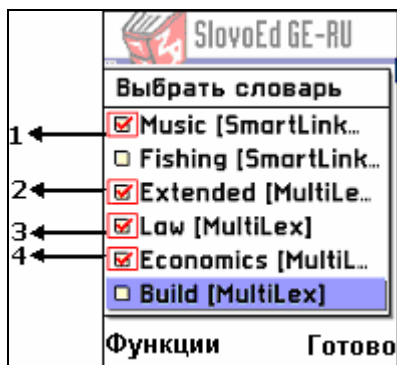 SlovoEd GE-RU
Выбрать словарь
1 Music [SmartLink...
Fishing [SmartLink...
2 Extended [MultiLe...
3 Law [MultiLex]
4 Economics [MultiL...
Build [MultiLex]
Функции Готово